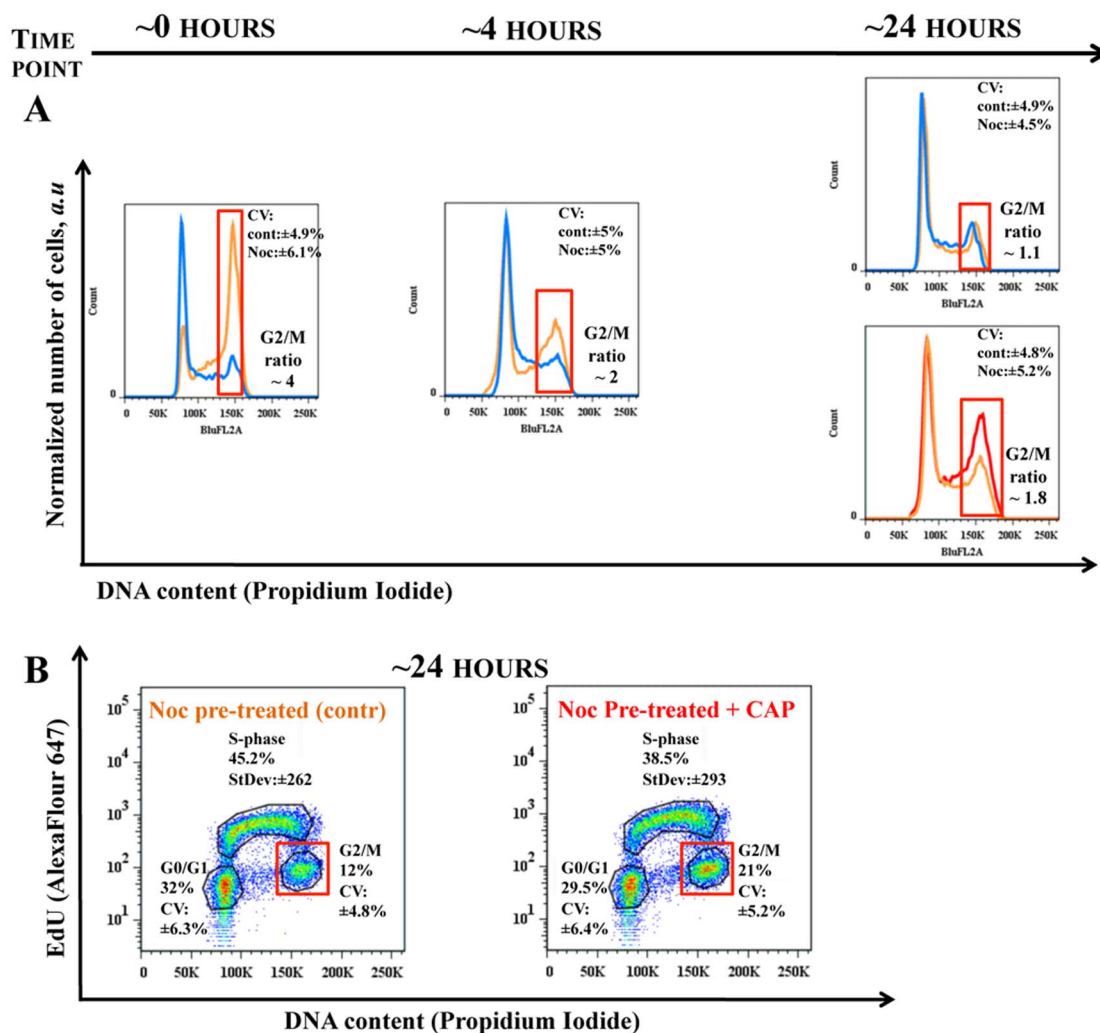 TIME POINT
~0 HOURS
~4 HOURS
~24 HOURS
A
Normalized number of cells, a.u
Count
CV:
cont:±4.9%
Noc:±6.1%
G2/M
ratio
~ 4
0
0 50K 100K 150K 200K 250K
BluFL2A
Count
CV:
cont:±5%
Noc:±5%
G2/M
ratio
~ 2
0
0 50K 100K 150K 200K 250K
BluFL2A
Count
CV:
cont:±4.9%
Noc:±4.5%
G2/M
ratio
~ 1.1
0
0 50K 100K 150K 200K 250K
BluFL2A
Count
CV:
cont:±4.8%
Noc:±5.2%
G2/M
ratio
~ 1.8
0
0 50K 100K 150K 200K 250K
BluFL2A
DNA content (Propidium Iodide)
B
~24 HOURS
EdU (AlexaFlour 647)
10^5
10^4
10^3
10^2
10^1
Noc pre-treated (contr)
S-phase
45.2%
StDev:±262
G0/G1
32%
CV:
±6.3%
G2/M
12%
CV:
±4.8%
0 50K 100K 150K 200K 250K
10^5
10^4
10^3
10^2
10^1
Noc Pre-treated + CAP
S-phase
38.5%
StDev:±293
G0/G1
29.5%
CV:
±6.4%
G2/M
21%
CV:
±5.2%
0 50K 100K 150K 200K 250K
DNA content (Propidium Iodide)